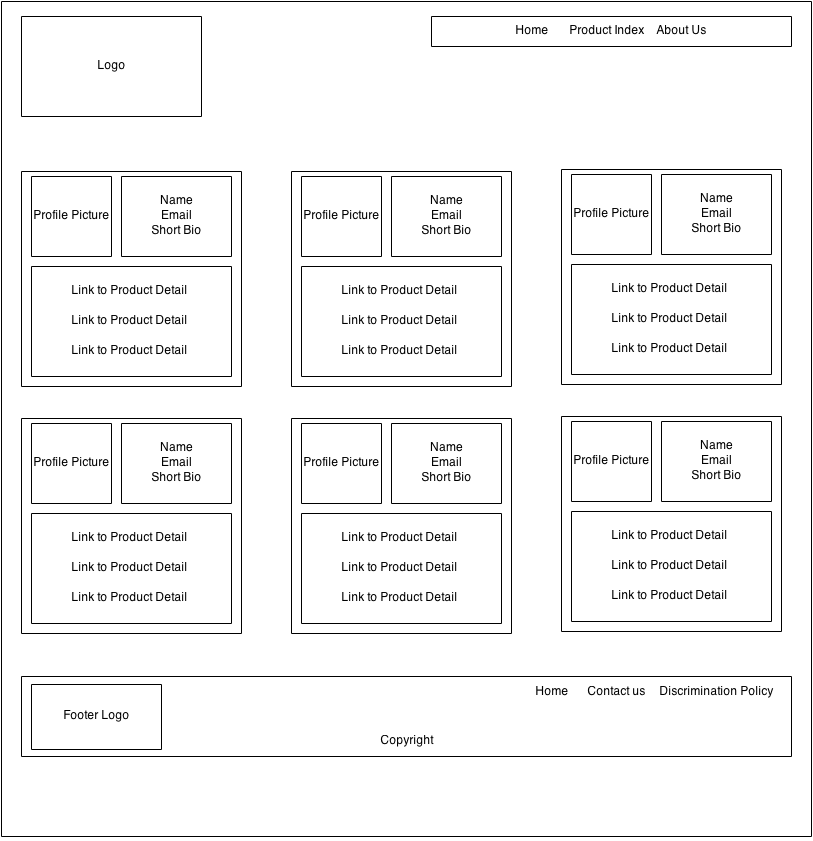 Logo
Home Product Index About Us
Profile Picture
Name
Email
Short Bio
Link to Product Detail
Link to Product Detail
Link to Product Detail
Profile Picture
Name
Email
Short Bio
Link to Product Detail
Link to Product Detail
Link to Product Detail
Profile Picture
Name
Email
Short Bio
Link to Product Detail
Link to Product Detail
Link to Product Detail
Profile Picture
Name
Email
Short Bio
Link to Product Detail
Link to Product Detail
Link to Product Detail
Profile Picture
Name
Email
Short Bio
Link to Product Detail
Link to Product Detail
Link to Product Detail
Profile Picture
Name
Email
Short Bio
Link to Product Detail
Link to Product Detail
Link to Product Detail
Footer Logo
Home Contact us Discrimination Policy
Copyright